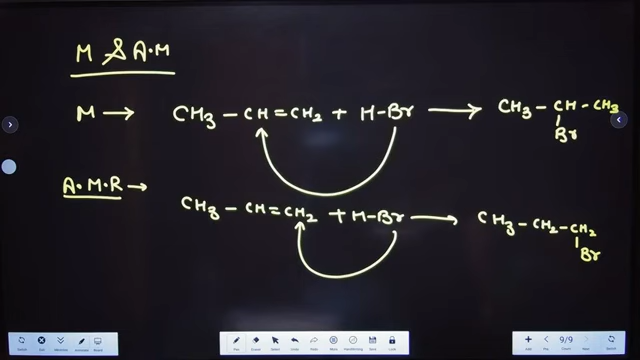 M & A.M
M → CH3 - CH = CH2 + H - Br → CH3 - CH - CH3
Br
A.M.R → CH3 - CH = CH2 + H - Br → CH3 - CH2 - CH2
Br
9/9